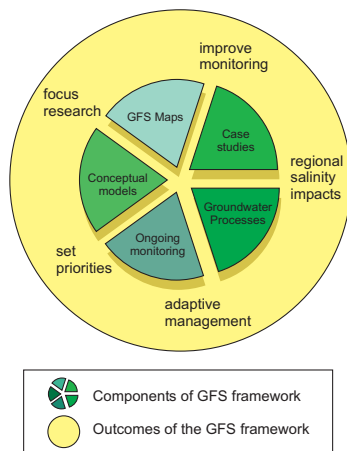 improve
monitoring
focus
research
GFS Maps
Case
studies
regional
salinity
impacts
Conceptual
models
Groundwater
Processes
Ongoing
monitoring
set
priorities
adaptive
management
Components of GFS framework
Outcomes of the GFS framework